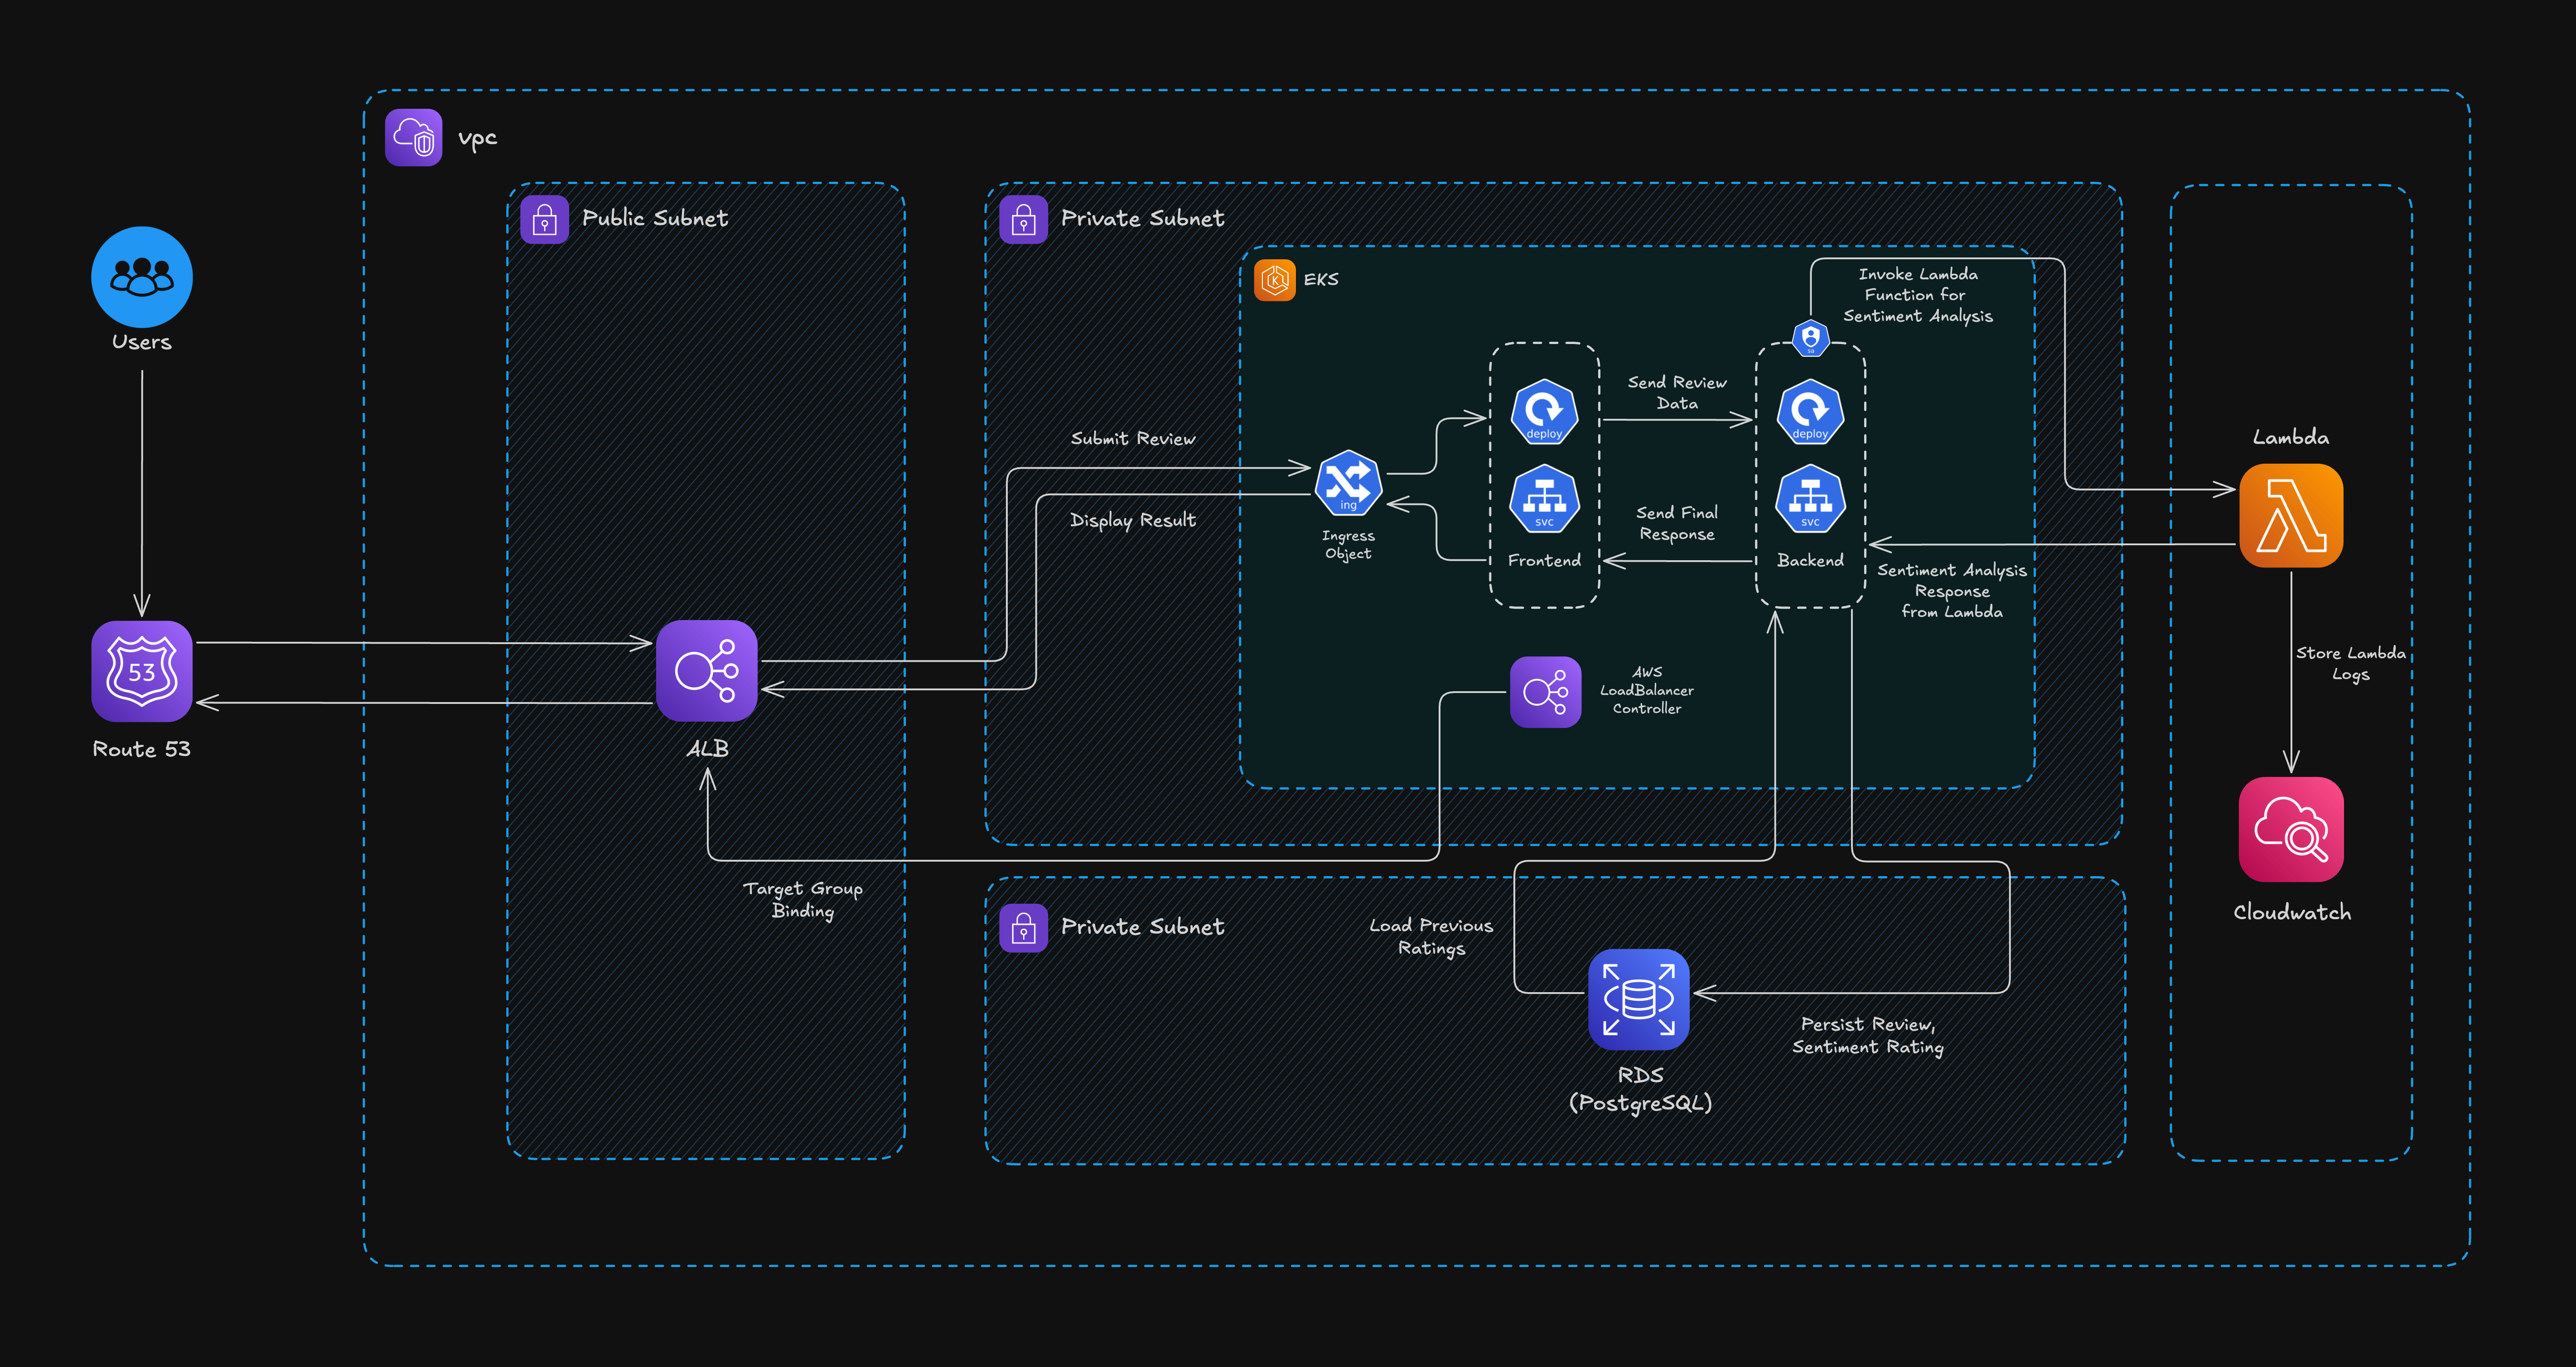 vpc
Public Subnet
Private Subnet
EKS
Invoke Lambda
Function for
Sentiment Analysis
Users
sa
Send Review
Data
Submit Review
deploy
deploy
Lambda
Display Result
ing
Ingress
Object
svc
svc
Send Final
Response
Frontend
Backend
Sentiment Analysis
Response
from Lambda
53
Route 53
ALB
AWS
LoadBalancer
Controller
Store Lambda
Logs
Target Group
Binding
Private Subnet
Load Previous
Ratings
Cloudwatch
Persist Review,
Sentiment Rating
RDS
(PostgreSQL)